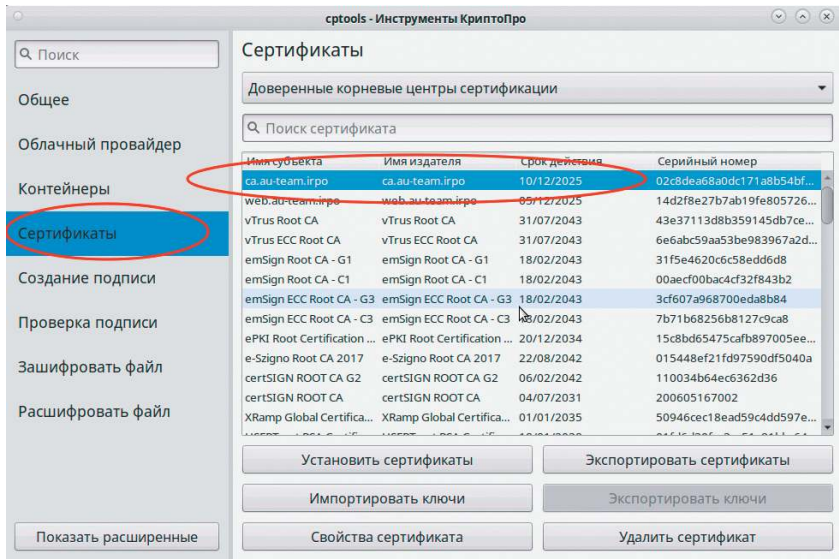 cptools - Инструменты КриптоПро
Поиск
Общее
Облачный провайдер
Контейнеры
Сертификаты
Создание подписи
Проверка подписи
Зашифровать файл
Расшифровать файл
Показать расширенные
Сертификаты
Доверенные корневые центры сертификации
Поиск сертификата
Имя субъекта Имя издателя Срок действия Серийный номер
ca.au-team.irpo ca.au-team.irpo 10/12/2025 02c8dea68a0dc171a8b54bf...
web.au-team.irpo web.au-team.irpo 05/12/2025 14d2f8e27b7ab19fe805726...
vTrus Root CA vTrus Root CA 31/07/2043 43e37113d8b359145db7ce...
vTrus ECC Root CA vTrus ECC Root CA 31/07/2043 6e6abc59aa53be983967a2d...
emSign Root CA - G1 emSign Root CA - G1 18/02/2043 31f5e4620c6c58edd6d8
emSign Root CA - C1 emSign Root CA - C1 18/02/2043 00aecf00bac4cf32f843b2
emSign ECC Root CA - G3 emSign ECC Root CA - G3 18/02/2043 3cf607a968700eda8b84
emSign ECC Root CA - C3 emSign ECC Root CA - C3 18/02/2043 7b71b68256b8127c9ca8
ePKI Root Certification ... ePKI Root Certification ... 20/12/2034 15c8bd65475cafb897005ee...
e-Szigno Root CA 2017 e-Szigno Root CA 2017 22/08/2042 015448ef21fd97590df5040a
certSIGN ROOT CA G2 certSIGN ROOT CA G2 06/02/2042 110034b64ec6362d36
certSIGN ROOT CA certSIGN ROOT CA 04/07/2031 200605167002
XRamp Global Certifica... XRamp Global Certifica... 01/01/2035 50946cec18ead59c4dd597e...
Установить сертификаты Экспортировать сертификаты
Импортировать ключи Экспортировать ключи
Свойства сертификата Удалить сертификат